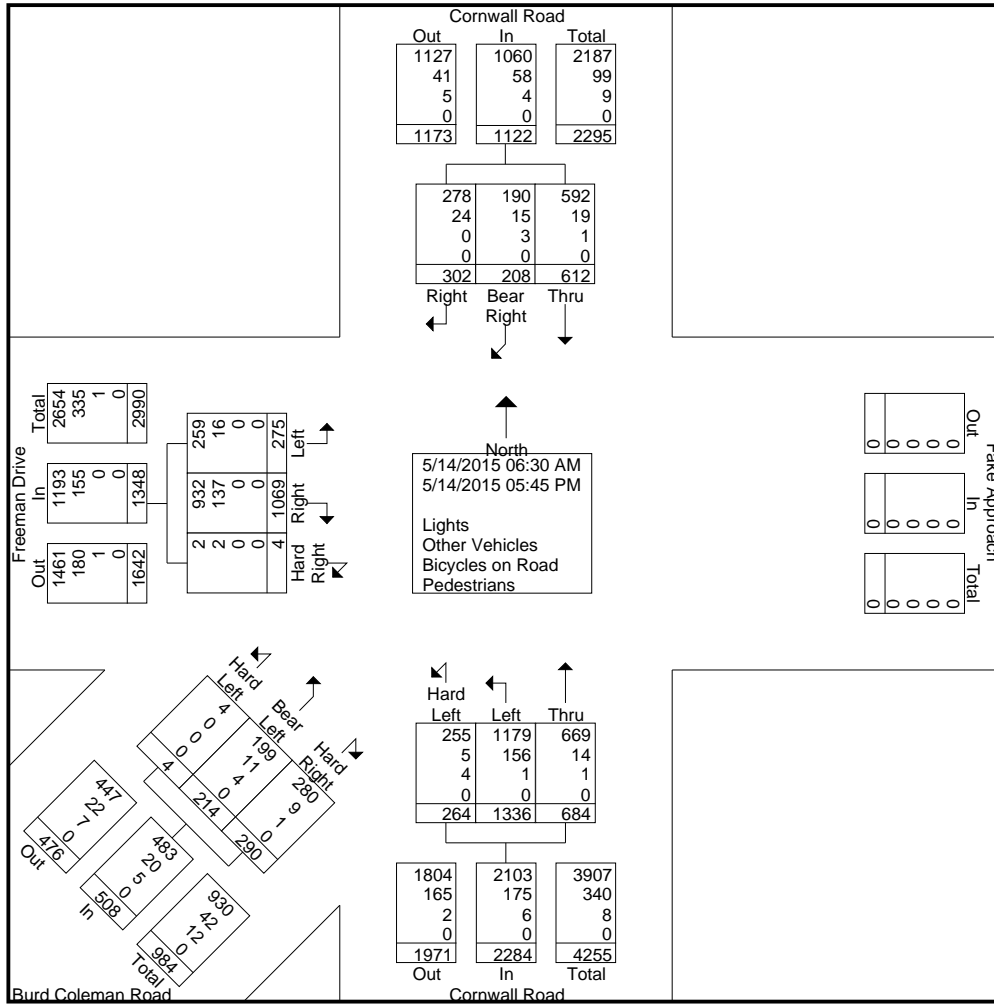 Cornwall Road
Out In Total
1127 1060 2187
41 58 99
5 4 9
0 0 0
1173 1122 2295
278 190 592
24 15 19
0 3 1
0 0 0
302 208 612
Right Bear Right Thru
Freeman Drive
Total
2654
335
1
0
2990
In
1193
155
0
0
1348
Out
1461
180
1
0
1642
259
16
0
0
275
Left
932
137
0
0
1069
Right
2
2
0
0
4
Hard
Right
North
5/14/2015 06:30 AM
5/14/2015 05:45 PM
Lights
Other Vehicles
Bicycles on Road
Pedestrians
Fake Approach
Out
0
0
0
0
0
In
0
0
0
0
0
Total
0
0
0
0
0
Hard
Left
4
0
0
0
4
Bear
Left
199
11
4
0
214
Hard
Right
280
9
1
0
290
447
22
7
0
476
Out
483
20
5
0
508
In
930
42
12
0
984
Total
Burd Coleman Road
Hard
Left Left Thru
255 1179 669
5 156 14
4 1 1
0 0 0
264 1336 684
1804 2103 3907
165 175 340
2 6 8
0 0 0
1971 2284 4255
Out In Total
Cornwall Road